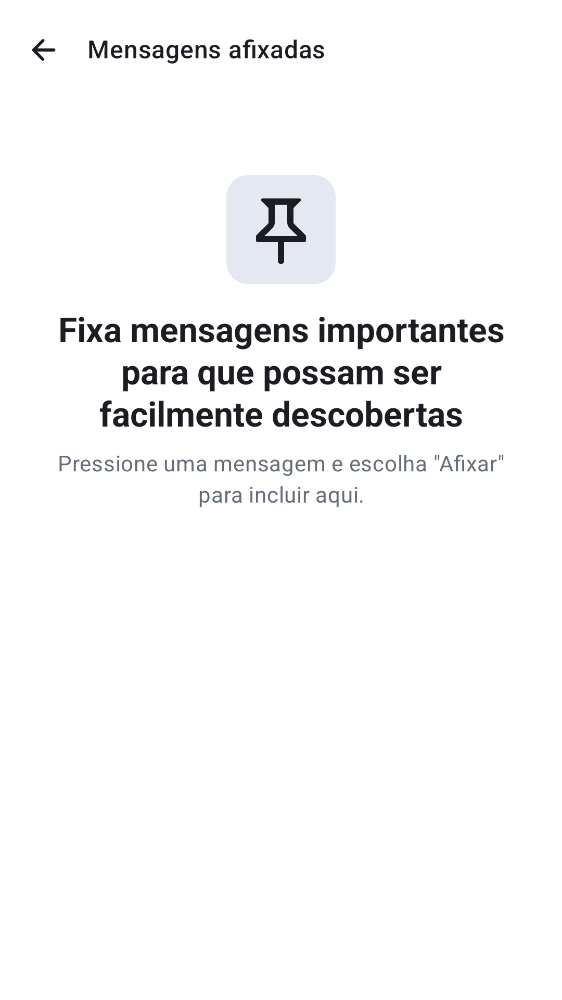 Mensagens afixadas
Fixa mensagens importantes
para que possam ser
facilmente descobertas
Pressione uma mensagem e escolha "Afixar"
para incluir aqui.